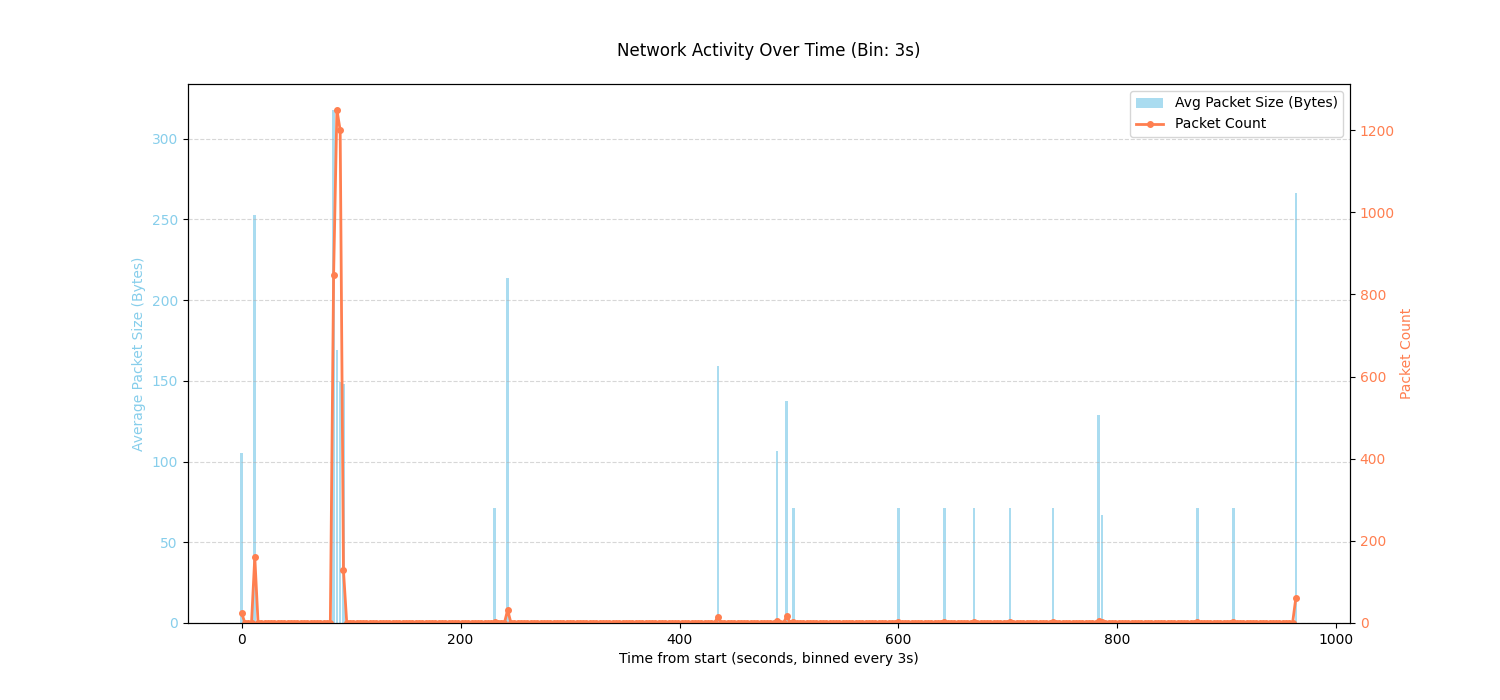 Network Activity Over Time (Bin: 3s)
Avg Packet Size (Bytes)
Packet Count
Average Packet Size (Bytes)
300
250
200
150
100
50
0
1200
1000
800
600
400
200
0
Packet Count
0 200 400 600 800 1000
Time from start (seconds, binned every 3s)